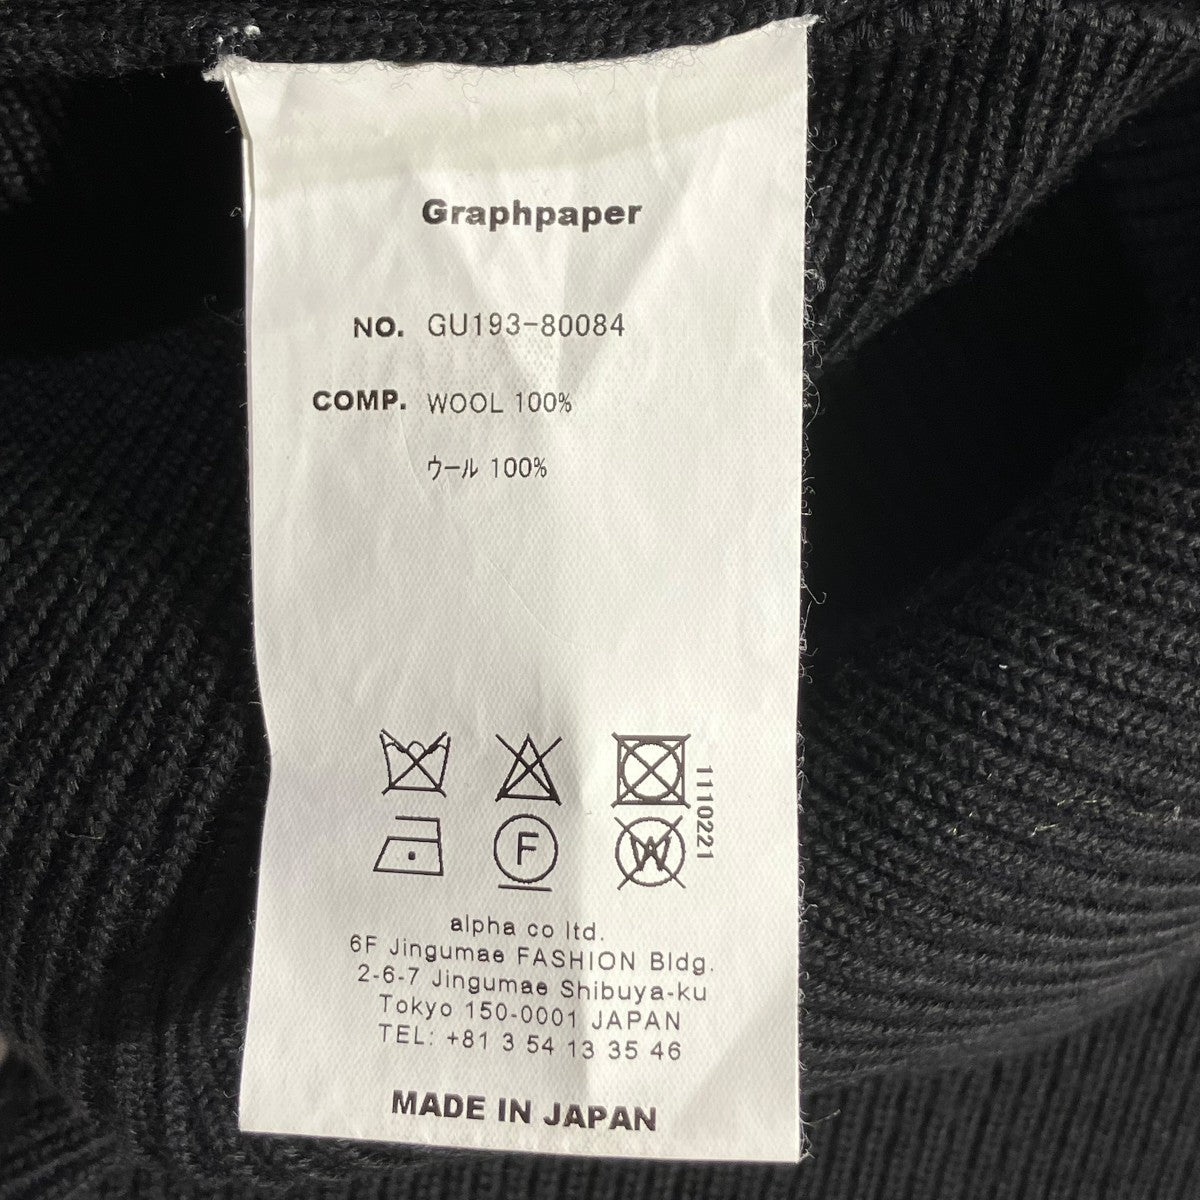 Graphpaper
NO. GU193-80084
COMP. WOOL 100%
ウール 100%
1110221
F
W
alpha co ltd.
6F Jingumae FASHION Bldg.
2-6-7 Jingumae Shibuya-ku
Tokyo 150-0001 JAPAN
TEL: +81 3 54 13 35 46
MADE IN JAPAN